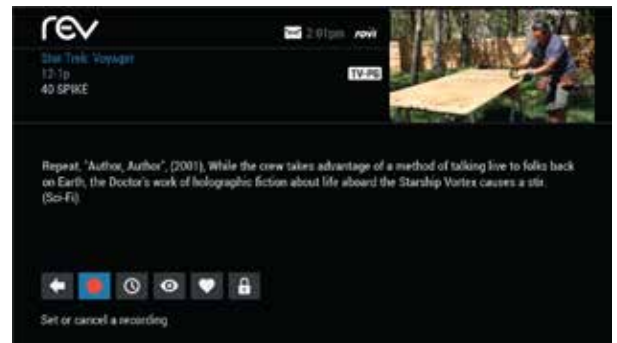 rev
2:01pm rovi
Star Trek: Voyager
12-1p
TV-PG
40 SPIKE
Repeat, "Author, Author", (2001), While the crew takes advantage of a method of talking live to folks back
on Earth, the Doctor's work of holographic fiction about life aboard the Starship Vortex causes a stir.
(Sci-Fi)
Set or cancel a recording